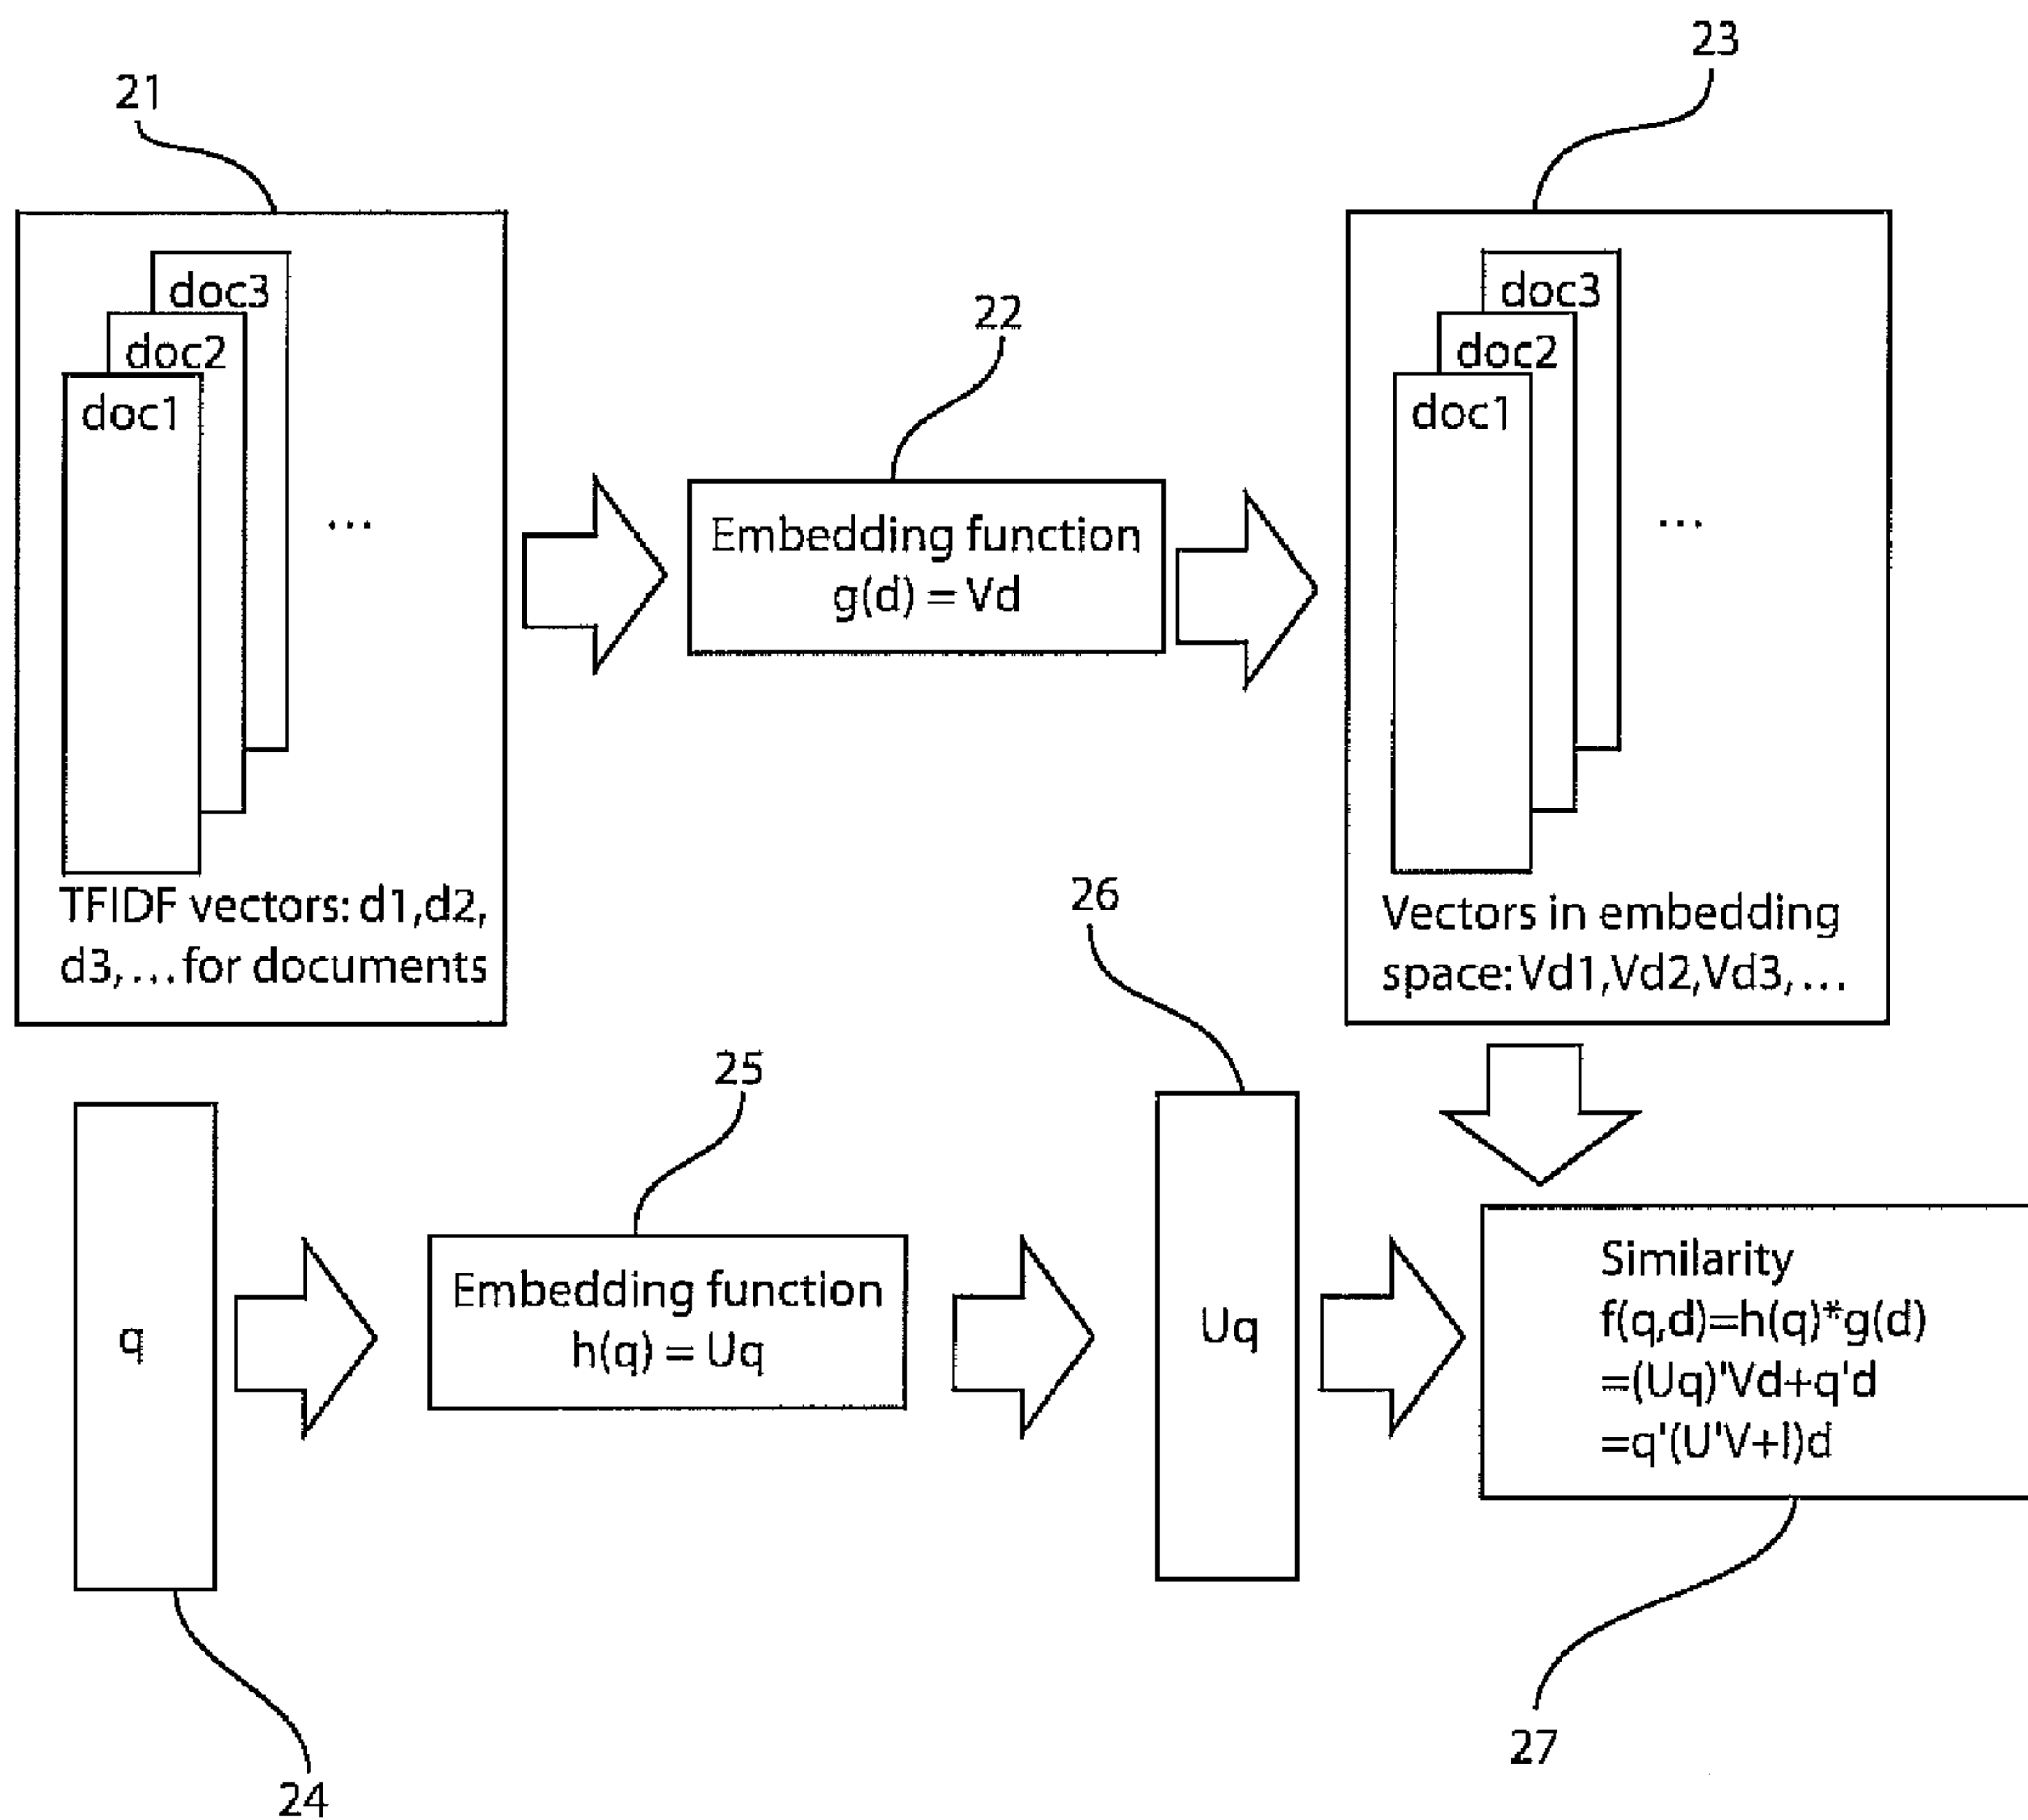 21
23
doc3
doc2
doc1
...
TFIDF vectors: d1,d2,
d3, ... for documents
22
Embedding function
g(d) = Vd
doc3
doc2
doc1
...
Vectors in embedding
space: Vd1,Vd2,Vd3, ...
24
q
25
Embedding function
h(q) = Uq
26
Uq
Similarity
f(q,d)=h(q)*g(d)
=(Uq)'Vd+q'd
=q'(U'V+I)d
27